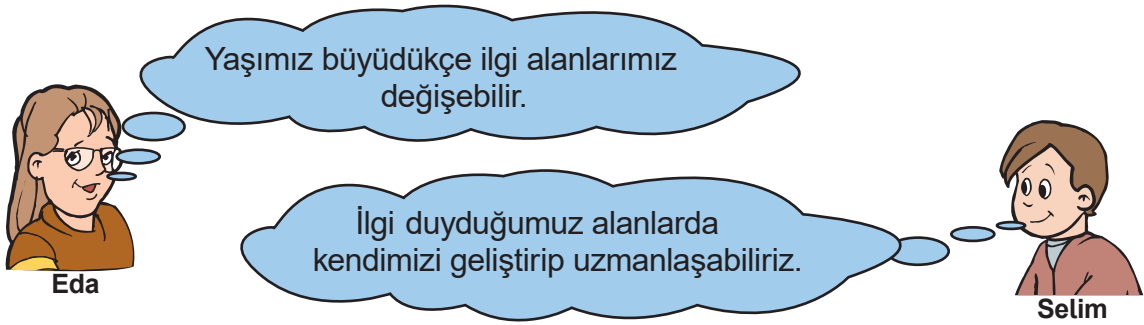 Yaşımız büyüdükçe ilgi alanlarımız
değişebilir.
Eda
İlgi duyduğumuz alanlarda
kendimizi geliştirip uzmanlaşabiliriz.
Selim